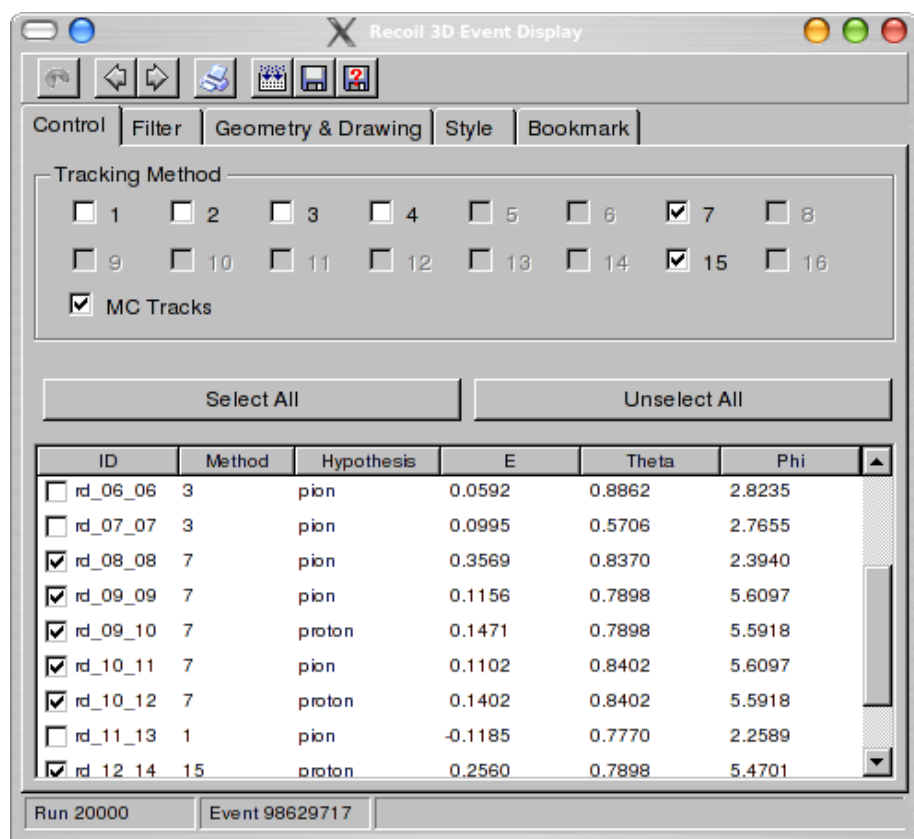 Recoil 3D Event Display
Control Filter Geometry & Drawing Style Bookmark
Tracking Method
1 2 3 4 5 6 7 8
9 10 11 12 13 14 15 16
MC Tracks
Select All Unselect All
ID Method Hypothesis E Theta Phi
rd_06_06 3 pion 0.0592 0.8862 2.8235
rd_07_07 3 pion 0.0995 0.5706 2.7655
rd_08_08 7 pion 0.3569 0.8370 2.3940
rd_09_09 7 pion 0.1156 0.7898 5.6097
rd_09_10 7 proton 0.1471 0.7898 5.5918
rd_10_11 7 pion 0.1102 0.8402 5.6097
rd_10_12 7 proton 0.1402 0.8402 5.5918
rd_11_13 1 pion -0.1185 0.7770 2.2589
rd_12_14 15 proton 0.2560 0.7898 5.4701
Run 20000 Event 98629717